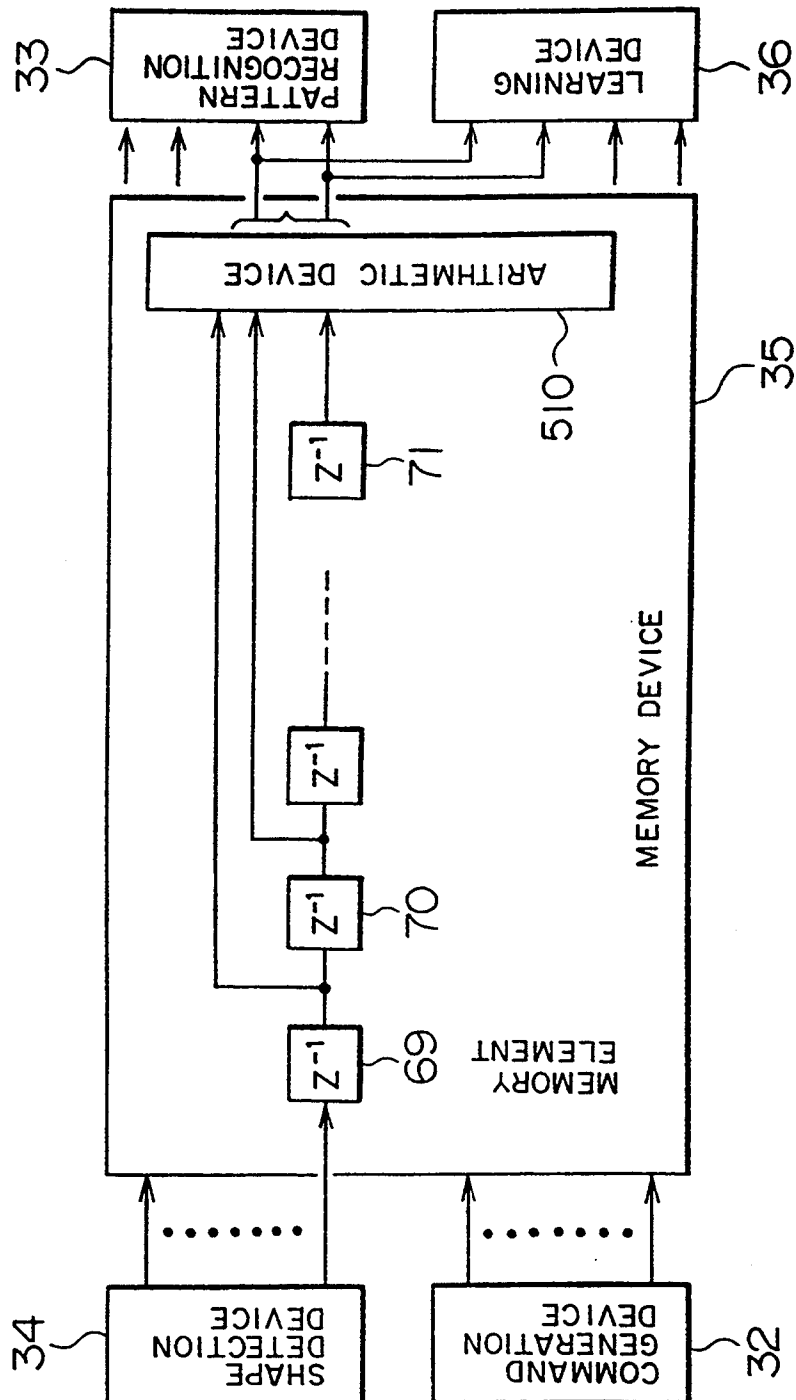 34
SHAPE
DETECTION
DEVICE
COMMAND
GENERATION
DEVICE
32
Z⁻¹
69
MEMORY
ELEMENT
Z⁻¹
70
Z⁻¹
Z⁻¹
71
MEMORY DEVICE
ARITHMETIC DEVICE
510
35
33
PATTERN
RECOGNITION
DEVICE
LEARNING
DEVICE
36